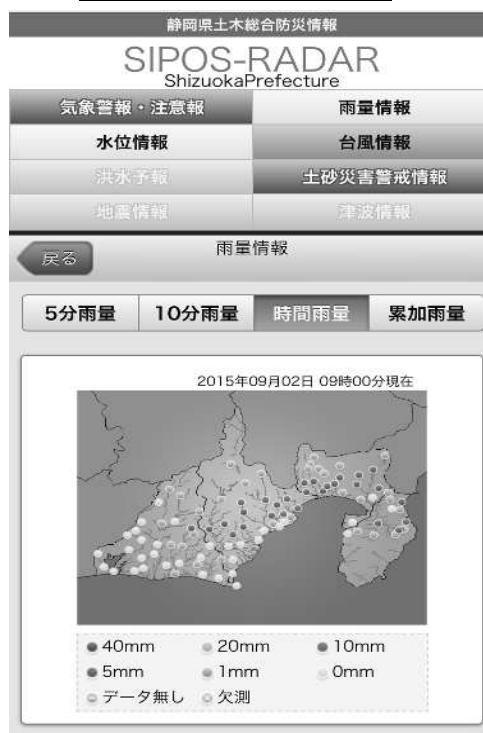 静岡県土木総合防災情報
SIPOS-RADAR
ShizuokaPrefecture
気象警報・注意報 雨量情報
水位情報 台風情報
洪水予報 土砂災害警戒情報
地震情報 津波情報
戻る 雨量情報
5分雨量 10分雨量 時間雨量 累加雨量
2015年09月02日 09時00分現在
40mm 20mm 10mm
5mm 1mm 0mm
データ無し 欠測